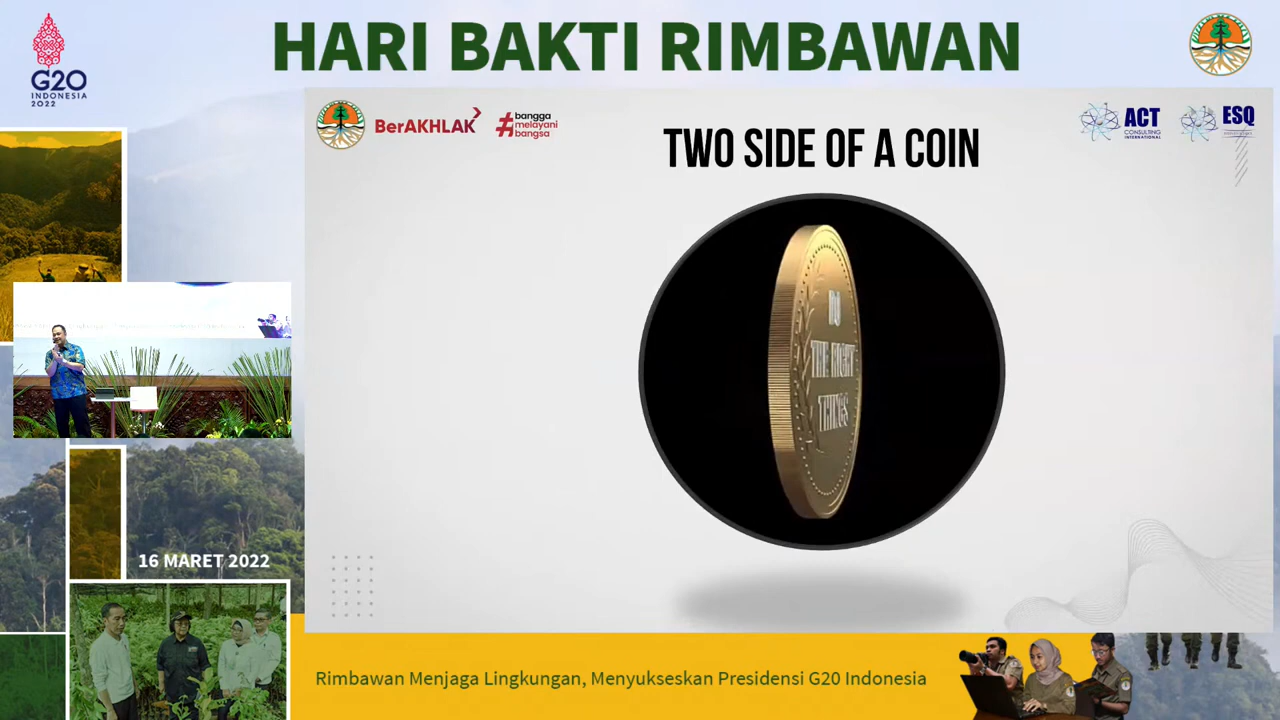 HARI BAKTI RIMBAWAN
G20
INDONESIA
2022
BerAKHLAK
#bangga
melayani
bangsa
ACT
CONSULTING
INTERNATIONAL
ESQ
TWO SIDE OF A COIN
DO
THE RIGHT
THINGS
16 MARET 2022
Rimbawan Menjaga Lingkungan, Menyukseskan Presidensi G20 Indonesia